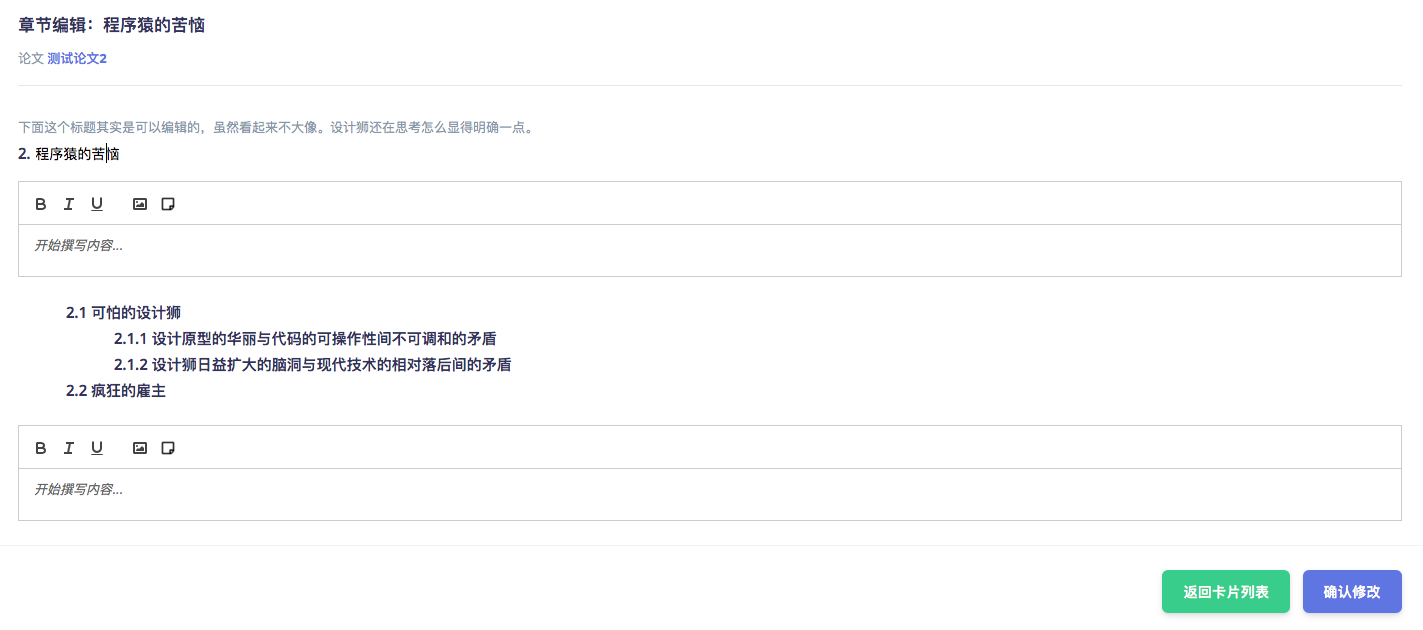 章节编辑：程序猿的苦恼
论文 测试论文2
下面这个标题其实是可以编辑的，虽然看起来不大像。设计狮还在思考怎么显得明确一点。
2. 程序猿的苦恼
B I U
开始撰写内容...
2.1 可怕的设计狮
2.1.1 设计原型的华丽与代码的可操作性间不可调和的矛盾
2.1.2 设计狮日益扩大的脑洞与现代技术的相对落后间的矛盾
2.2 疯狂的雇主
B I U
开始撰写内容...
返回卡片列表 确认修改